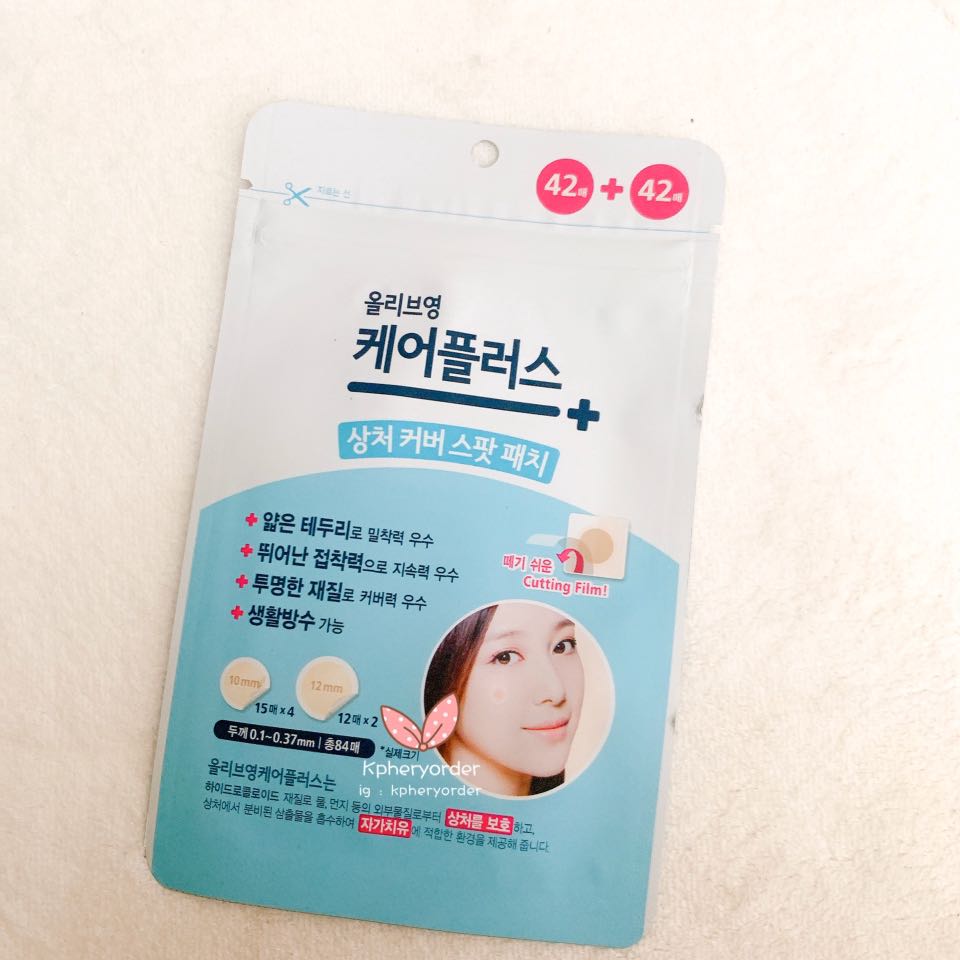 자르는 선
42매 + 42매
올리브영
케어플러스
상처 커버 스팟 패치
+ 얇은 테두리로 밀착력 우수
+ 뛰어난 접착력으로 지속력 우수
+ 투명한 재질로 커버력 우수
+ 생활방수 가능
떼기 쉬운
Cutting Film!
10mm 12mm
15매 x 4 12매 x 2
두께 0.1~0.37mm | 총84매
*실제크기
Kpheryorder
ig : kpheryorder
올리브영케어플러스는
하이드로콜로이드 재질로 물, 먼지 등의 외부물질로부터 상처를 보호하고,
상처에서 분비된 삼출물을 흡수하여 자가치유에 적합한 환경을 제공해 줍니다.